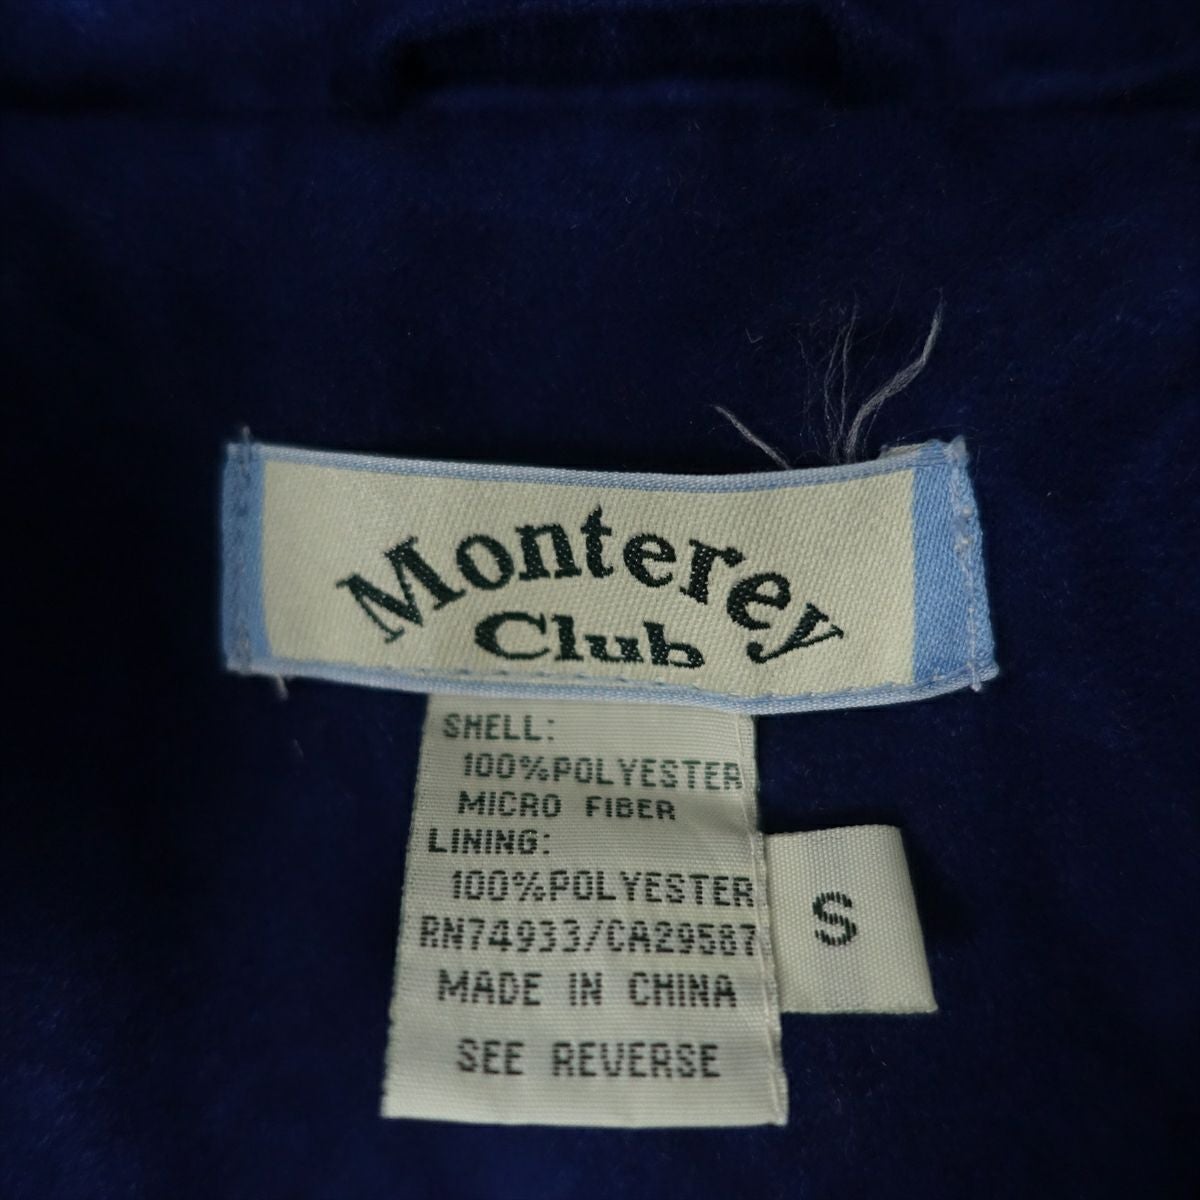 Monterey
Club
SHELL:
100%POLYESTER
MICRO FIBER
LINING:
100%POLYESTER
RN74933/CA29587
MADE IN CHINA
SEE REVERSE
S